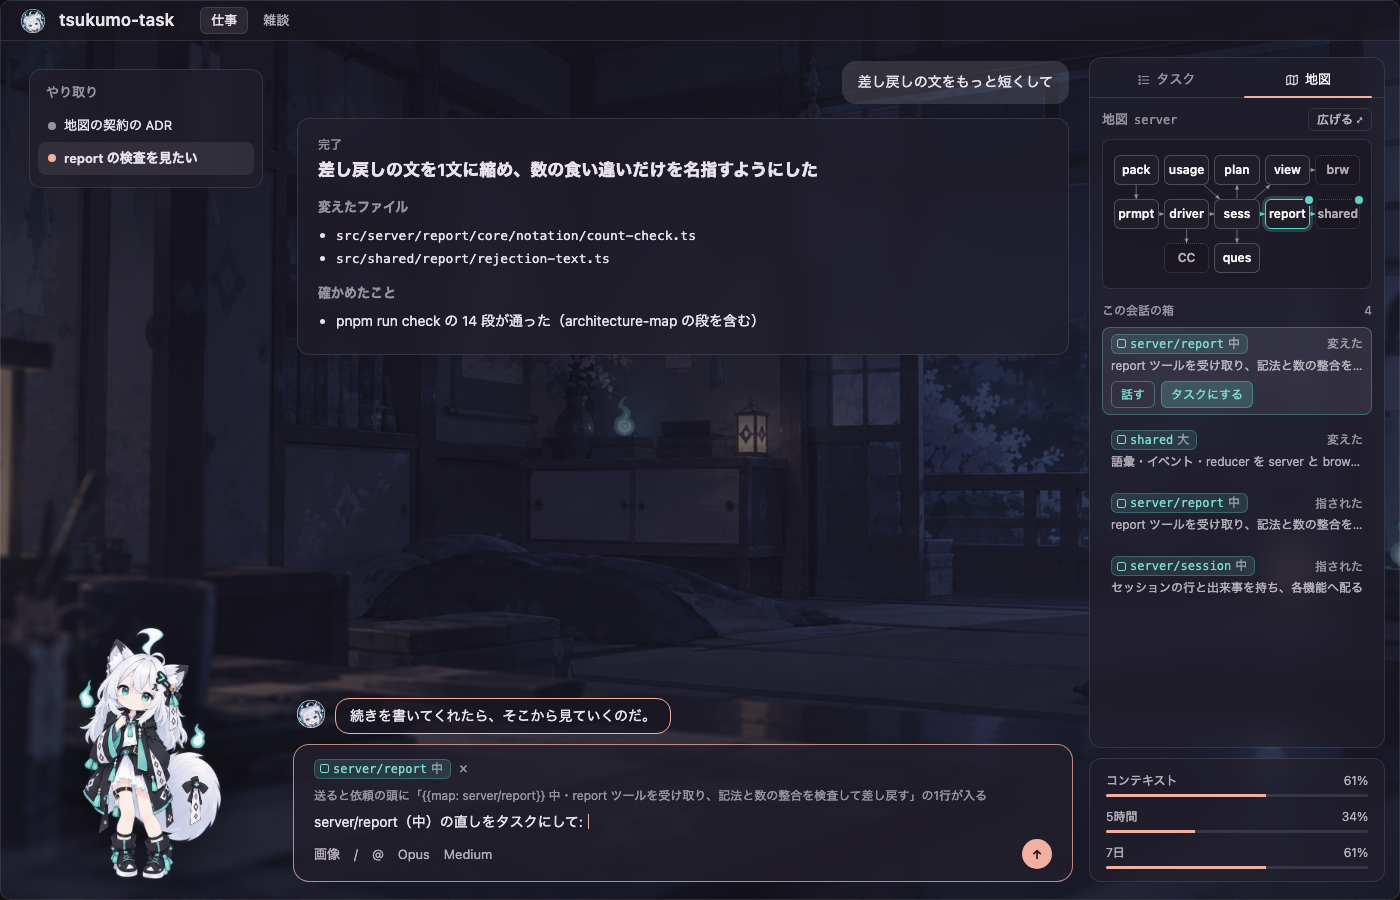 tsukumo-task
仕事
雑談
やり取り
地図の契約の ADR
report の検査を見たい
差し戻しの文をもっと短くして
完了
差し戻しの文を1文に縮め、数の食い違いだけを名指すようにした
変えたファイル
src/server/report/core/notation/count-check.ts
src/shared/report/rejection-text.ts
確かめたこと
pnpm run check の 14 段が通った（architecture-map の段を含む）
続きを書いてくれたら、そこから見ていくのだ。
server/report 中 ×
送ると依頼の頭に「{{map: server/report}} 中・report ツールを受け取り、記法と数の整合を検査して差し戻す」の1行が入る
server/report（中）の直しをタスクにして:
画像 / @ Opus Medium
タスク
地図
地図 server
広げる
pack usage plan view brw
prmpt driver sess report shared
CC ques
この会話の箱 4
server/report 中 変えた
report ツールを受け取り、記法と数の整合を...
話す タスクにする
shared 大 変えた
語彙・イベント・reducer を server と brow...
server/report 中 指された
report ツールを受け取り、記法と数の整合を...
server/session 中 指された
セッションの行と出来事を持ち、各機能へ配る
コンテキスト 61%
5時間 34%
7日 61%